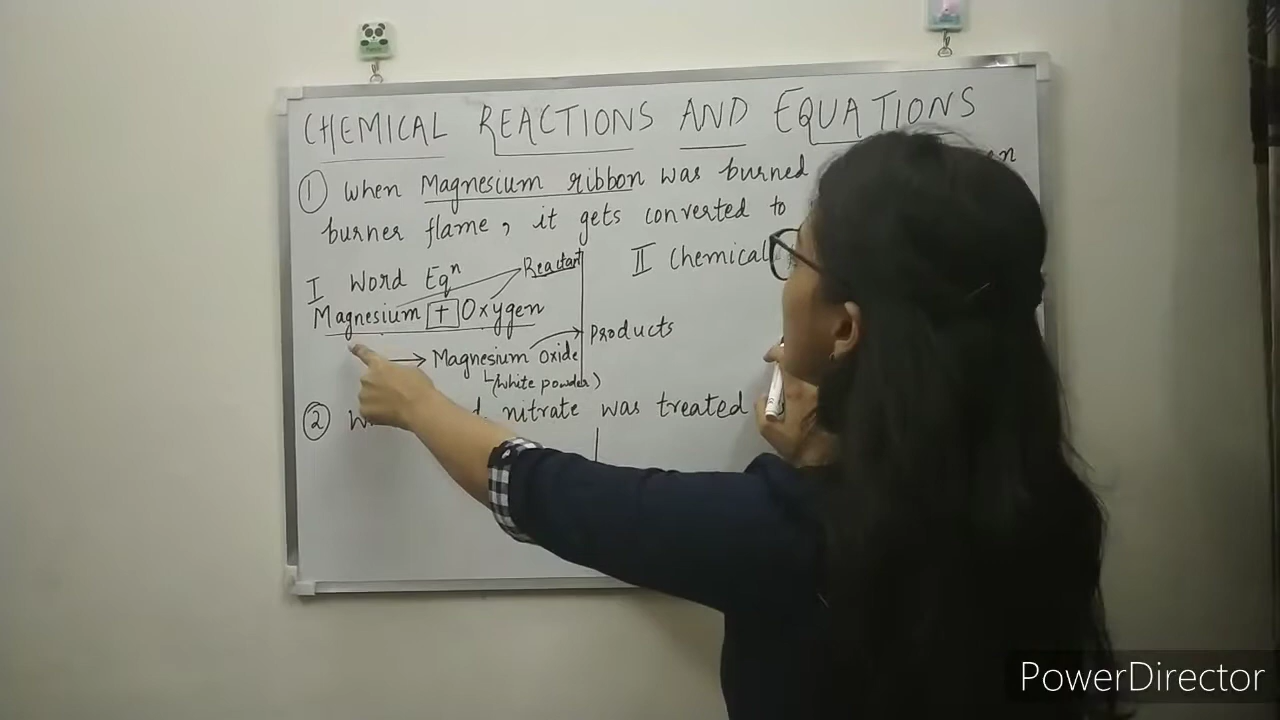 CHEMICAL REACTIONS AND EQUATIONS
① When Magnesium ribbon was burned
burner flame, it gets converted to
I Word Eqⁿ
Reactant
II Chemical
Magnesium + Oxygen
→ Magnesium Oxide
Products
(White powder)
② nitrate was treated
PowerDirector